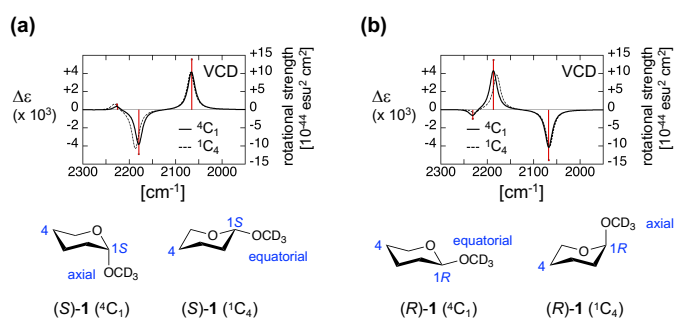 (a)
(b)
+4
+2
0
-2
-4
Δε
(x 10³)
VCD
⁴C₁
¹C₄
+15
+10
+5
0
-5
-10
-15
rotational strength
[10⁻⁴⁴ esu² cm²]
2300 2200 2100 2000
[cm⁻¹]
+4
+2
0
-2
-4
Δε
(x 10³)
VCD
⁴C₁
¹C₄
+15
+10
+5
0
-5
-10
-15
rotational strength
[10⁻⁴⁴ esu² cm²]
2300 2200 2100 2000
[cm⁻¹]
4
O
1S
axial
OCD₃
(S)-1 (⁴C₁)
1S
O
OCD₃
4
equatorial
(S)-1 (¹C₄)
4
O
equatorial
OCD₃
1R
(R)-1 (⁴C₁)
OCD₃ axial
O
1R
4
(R)-1 (¹C₄)